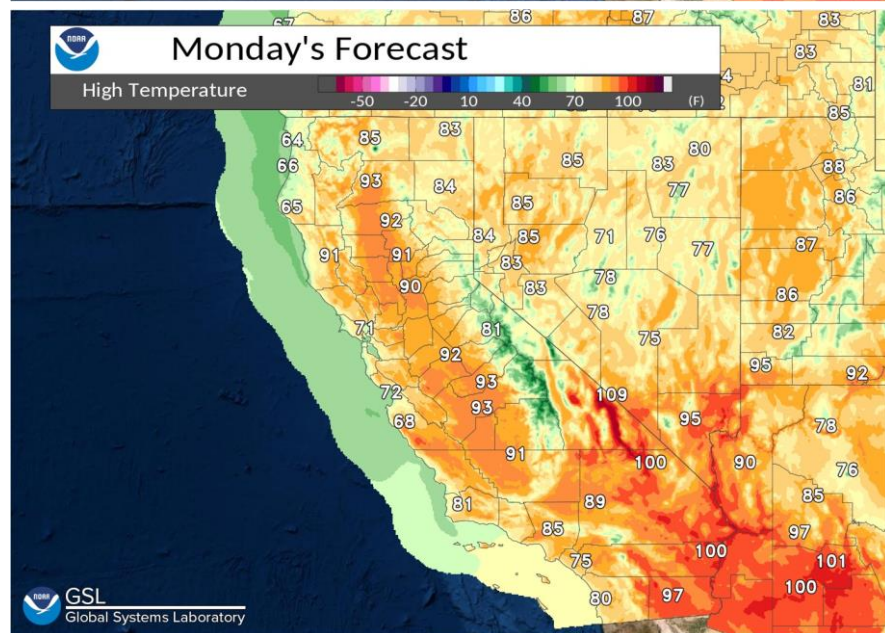 86 87 83
67
NOAA
Monday's Forecast
83
High Temperature
-50 -20 10 40 70 100 (F)
81
85
64 85 83 80
66 85 83 88
93 84 77 86
65 92 85
91 91 84 85 71 76 77 87
90 83 78
83 86
71 81 78 82
92 75 95
72 93 109 92
68 93 95 78
91 100 90 76
81 89 85
85 100 97
75 101
80 97 100
NOAA
GSL
Global Systems Laboratory